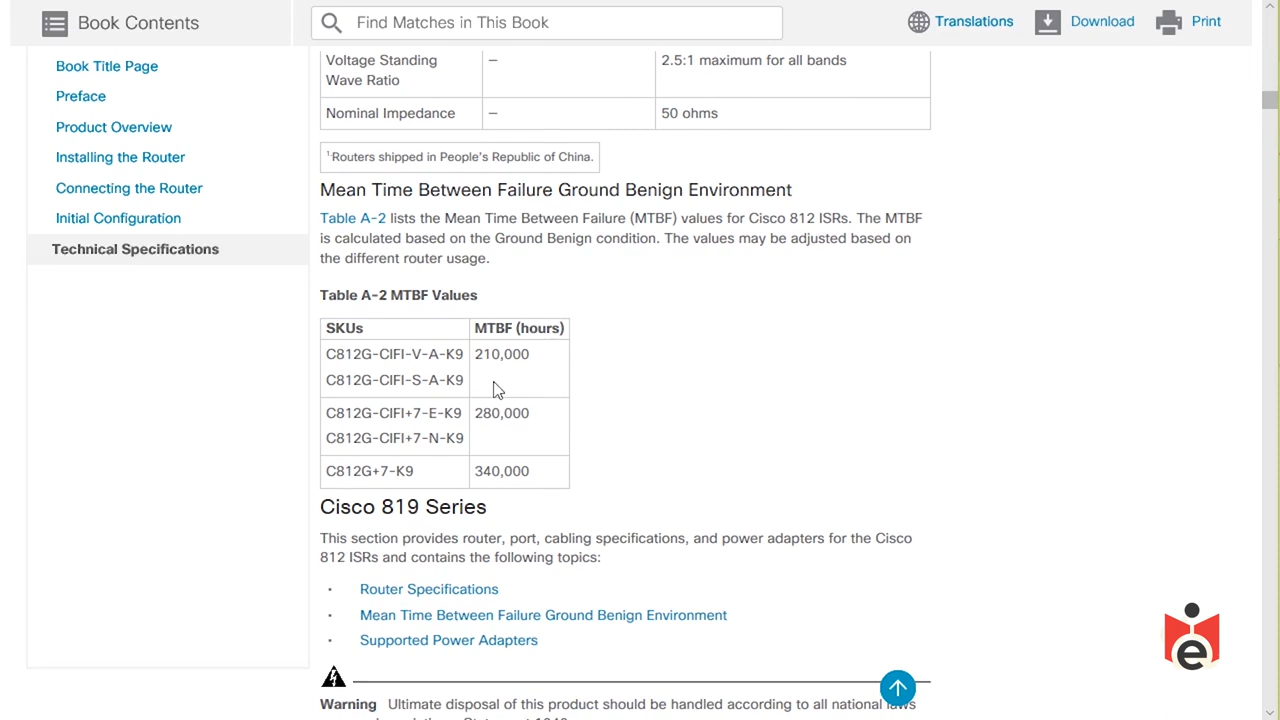 Book Contents
Find Matches in This Book
Translations
Download
Print
Book Title Page
Preface
Product Overview
Installing the Router
Connecting the Router
Initial Configuration
Technical Specifications
Voltage Standing
Wave Ratio
–
2.5:1 maximum for all bands
Nominal Impedance
–
50 ohms
1 Routers shipped in People's Republic of China.
Mean Time Between Failure Ground Benign Environment
Table A-2 lists the Mean Time Between Failure (MTBF) values for Cisco 812 ISRs. The MTBF
is calculated based on the Ground Benign condition. The values may be adjusted based on
the different router usage.
Table A-2 MTBF Values
SKUs MTBF (hours)
C812G-CIFI-V-A-K9 210,000
C812G-CIFI-S-A-K9
C812G-CIFI+7-E-K9 280,000
C812G-CIFI+7-N-K9
C812G+7-K9 340,000
Cisco 819 Series
This section provides router, port, cabling specifications, and power adapters for the Cisco
812 ISRs and contains the following topics:
• Router Specifications
• Mean Time Between Failure Ground Benign Environment
• Supported Power Adapters
Warning Ultimate disposal of this product should be handled according to all national laws
e